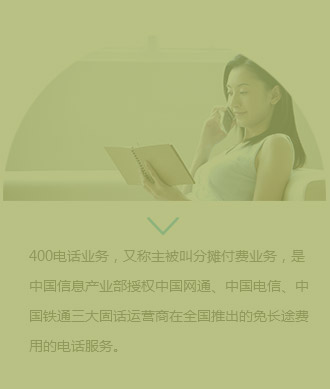 400电话业务，又称主被叫分摊付费业务，是
中国信息产业部授权中国网通、中国电信、中
国铁通三大固话运营商在全国推出的免长途费
用的电话服务。